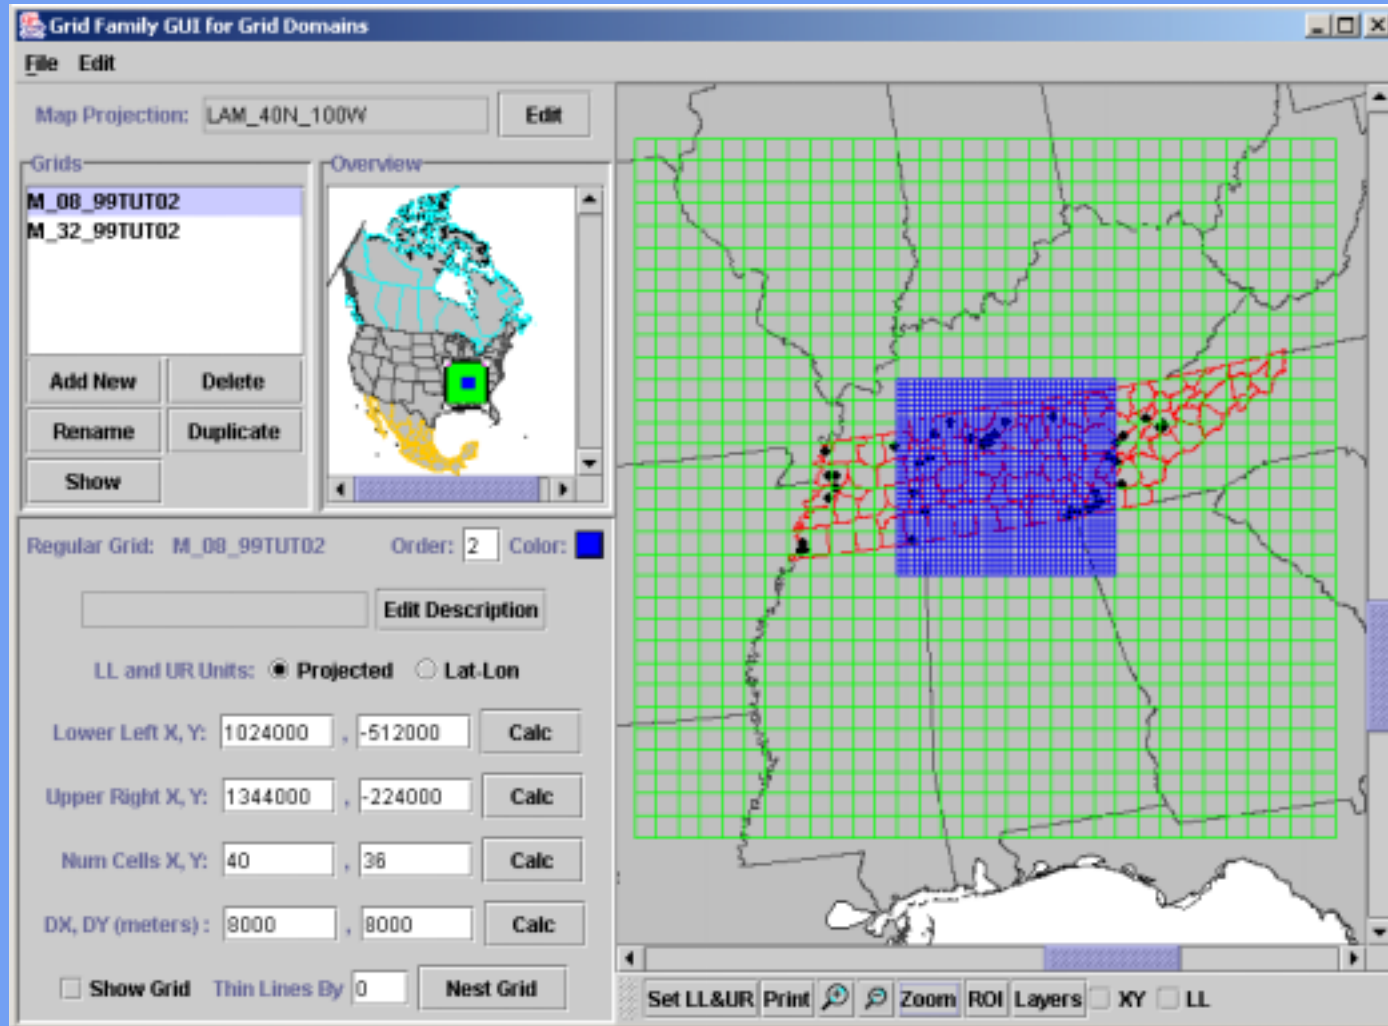 Grid Family GUI for Grid Domains
File Edit
Map Projection: LAM_40N_100W Edit
Grids
M_08_99TUT02
M_32_99TUT02
Add New Delete
Rename Duplicate
Show
Overview
Regular Grid: M_08_99TUT02 Order: 2 Color:
Edit Description
LL and UR Units: Projected Lat-Lon
Lower Left X, Y: 1024000 , -512000 Calc
Upper Right X, Y: 1344000 , -224000 Calc
Num Cells X, Y: 40 , 36 Calc
DX, DY (meters) : 8000 , 8000 Calc
Show Grid Thin Lines By 0 Nest Grid
Set LL&UR Print Zoom ROI Layers XY LL